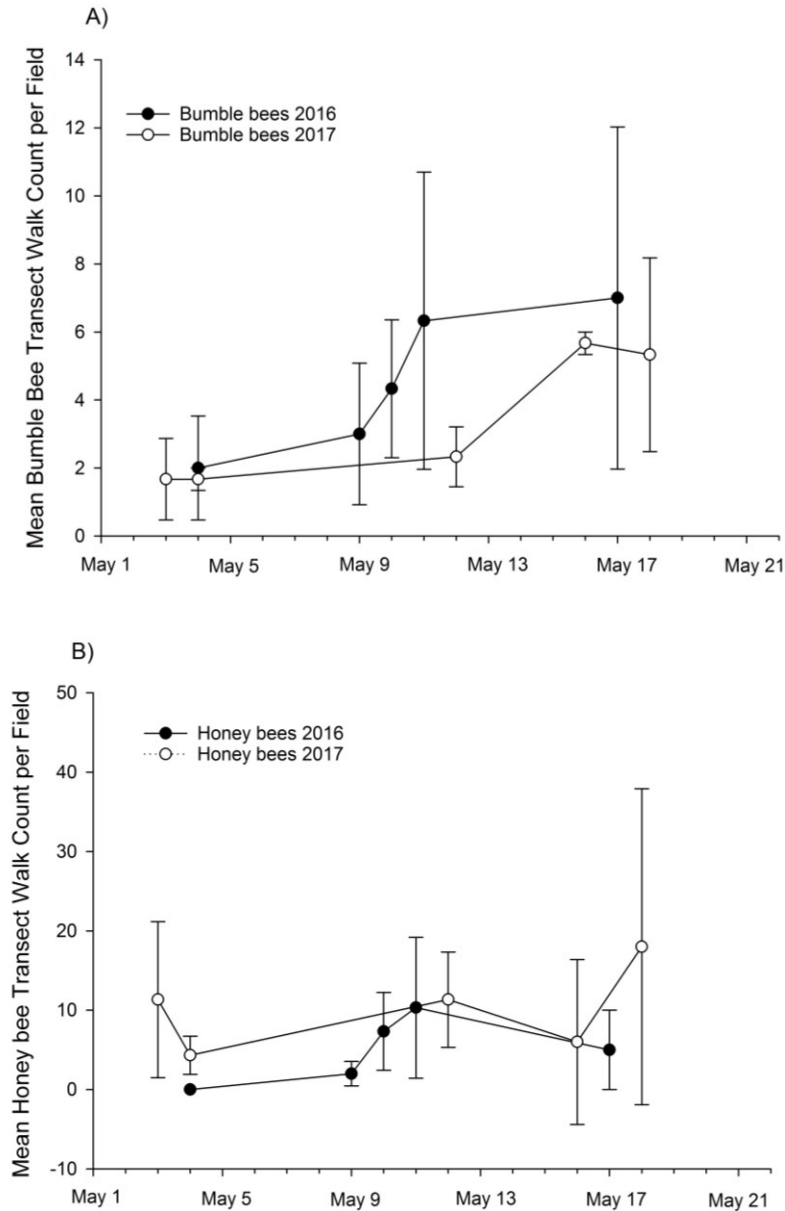 A)
Mean Bumble Bee Transect Walk Count per Field
14
12
10
8
6
4
2
0
Bumble bees 2016
Bumble bees 2017
May 1 May 5 May 9 May 13 May 17 May 21
B)
Mean Honey bee Transect Walk Count per Field
50
40
30
20
10
0
-10
Honey bees 2016
Honey bees 2017
May 1 May 5 May 9 May 13 May 17 May 21